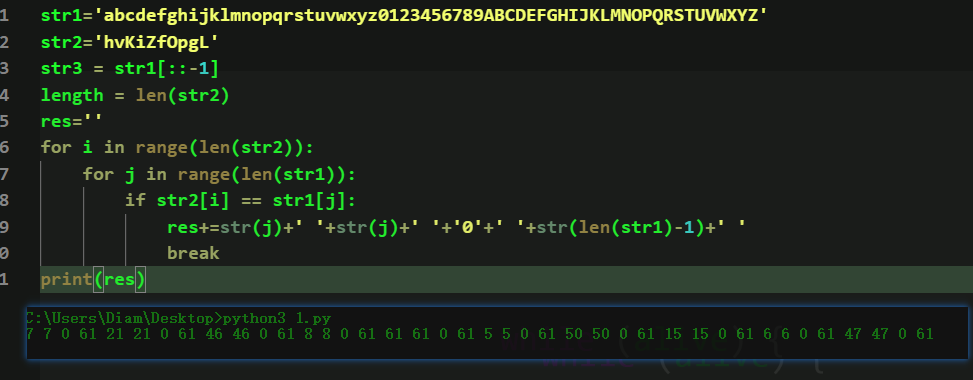 1 str1='abcdefghijklmnopqrstuvwxyz0123456789ABCDEFGHIJKLMNOPQRSTUVWXYZ'
2 str2='hvKiZfOpgL'
3 str3 = str1[::-1]
4 length = len(str2)
5 res=''
6 for i in range(len(str2)):
7 for j in range(len(str1)):
8 if str2[i] == str1[j]:
9 res+=str(j)+' '+str(j)+' '+'0'+' '+str(len(str1)-1)+' '
0 break
1 print(res)
C:\Users\Diam\Desktop>python3 1.py
7 7 0 61 21 21 0 61 46 46 0 61 8 8 0 61 61 61 0 61 5 5 0 61 50 50 0 61 15 15 0 61 6 6 0 61 47 47 0 61